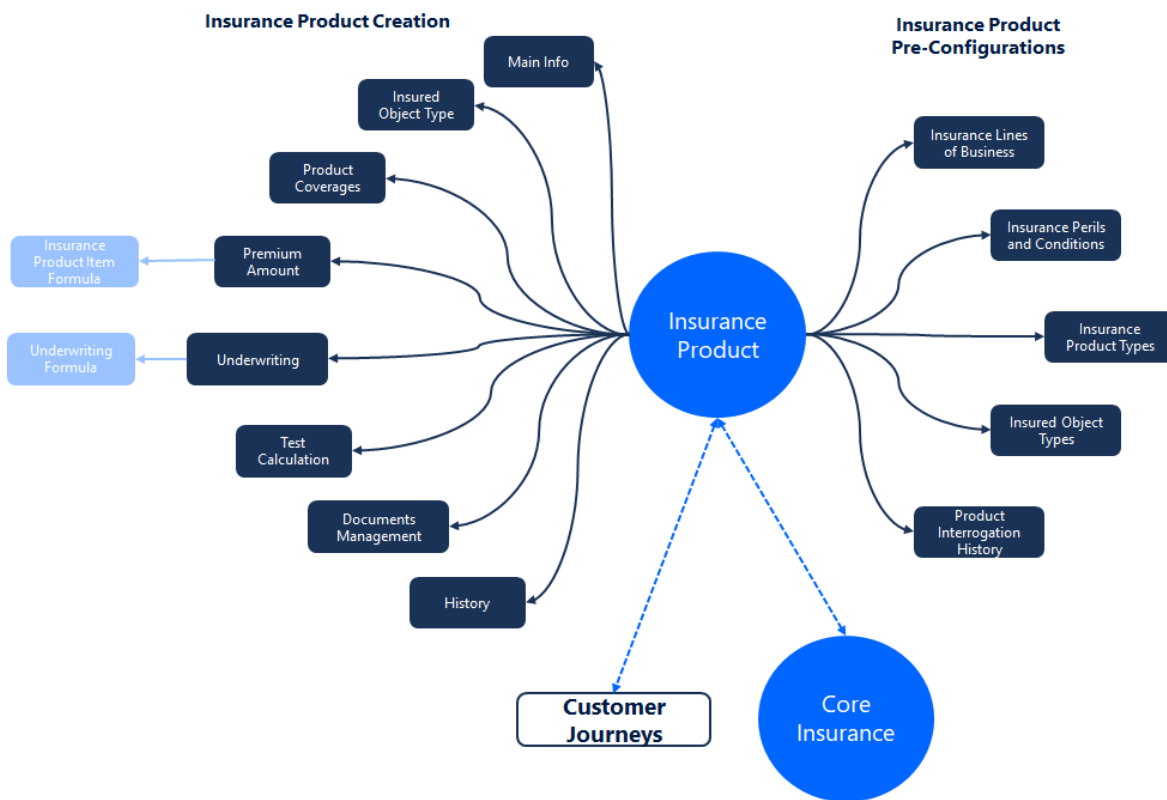 Insurance Product Creation
Insurance Product
Pre-Configurations
Main Info
Insured
Object Type
Product
Coverages
Premium
Amount
Insurance
Product Item
Formula
Underwriting
Underwriting
Formula
Test
Calculation
Documents
Management
History
Insurance
Product
Insurance Lines
of Business
Insurance Perils
and Conditions
Insurance
Product Types
Insured Object
Types
Product
Interrogation
History
Customer
Journeys
Core
Insurance